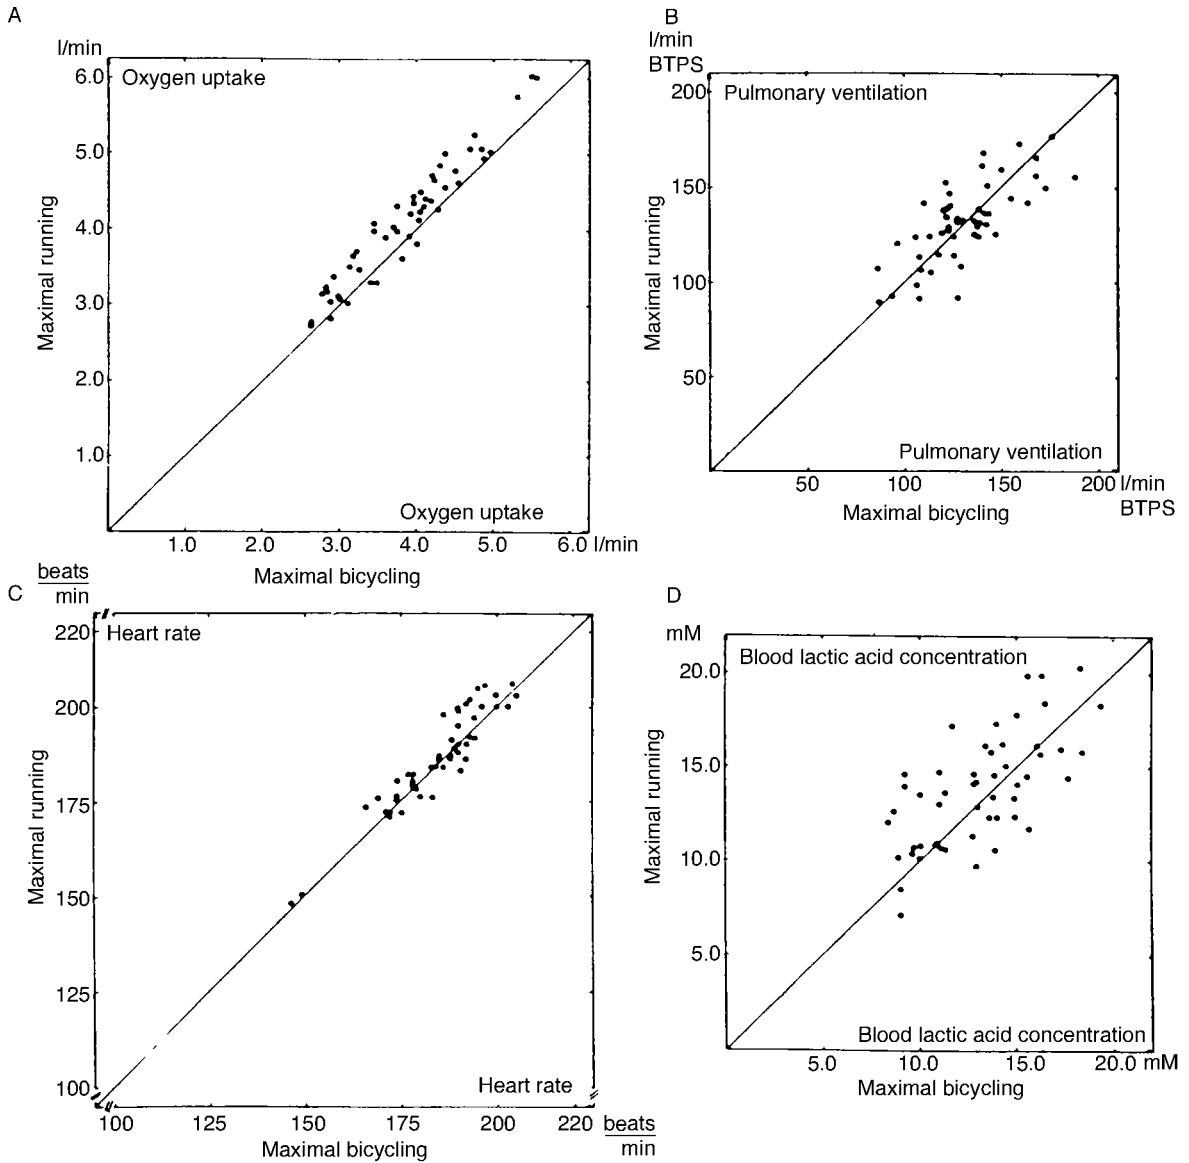 A
l/min
Oxygen uptake
6.0
5.0
4.0
3.0
2.0
1.0
Maximal running
Oxygen uptake
1.0 2.0 3.0 4.0 5.0 6.0 l/min
Maximal bicycling
B
l/min
BTPS
Pulmonary ventilation
200
150
100
50
Maximal running
Pulmonary ventilation
50 100 150 200 l/min
BTPS
Maximal bicycling
C
beats
min
Heart rate
220
200
175
150
125
100
Maximal running
Heart rate
100 125 150 175 200 220 beats
min
Maximal bicycling
D
mM
Blood lactic acid concentration
20.0
15.0
10.0
5.0
Maximal running
Blood lactic acid concentration
5.0 10.0 15.0 20.0 mM
Maximal bicycling